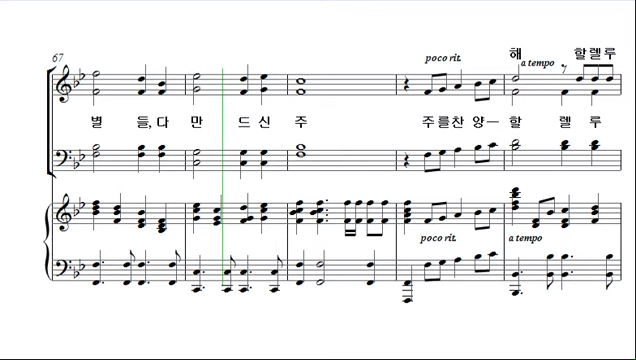 67
poco rit.
해 할렐루
a tempo
별 들, 다 만 드 신 주 주를찬 양ㅡ 할 렐 루
poco rit.
a tempo